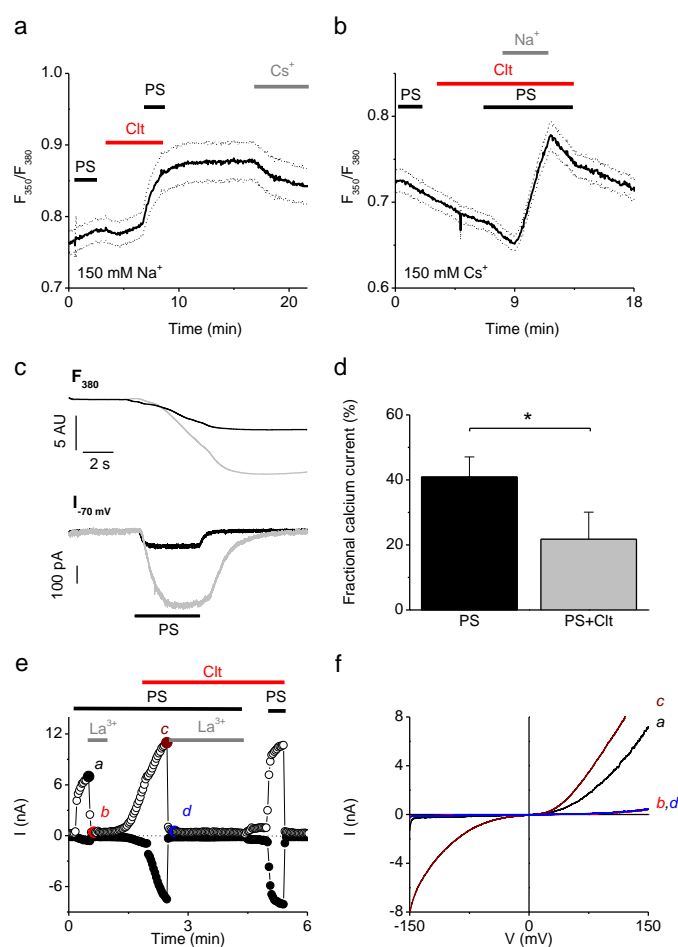 a
PS
Clt
PS
Cs⁺
F₃₅₀/F₃₈₀
1.0
0.9
0.8
0.7
150 mM Na⁺
0
10
20
Time (min)
b
Na⁺
Clt
PS
PS
F₃₅₀/F₃₈₀
0.8
0.7
0.6
150 mM Cs⁺
0
9
18
Time (min)
c
F₃₈₀
5 AU
2 s
I₋₇₀ ₘV
100 pA
PS
d
Fractional calcium current (%)
60
40
20
0
*
PS
PS+Clt
e
Clt
PS
PS
La³⁺
c
La³⁺
a
b
d
I (nA)
12
6
0
-6
0
3
6
Time (min)
f
c
a
b,d
I (nA)
8
4
0
-4
-8
-150
0
150
V (mV)